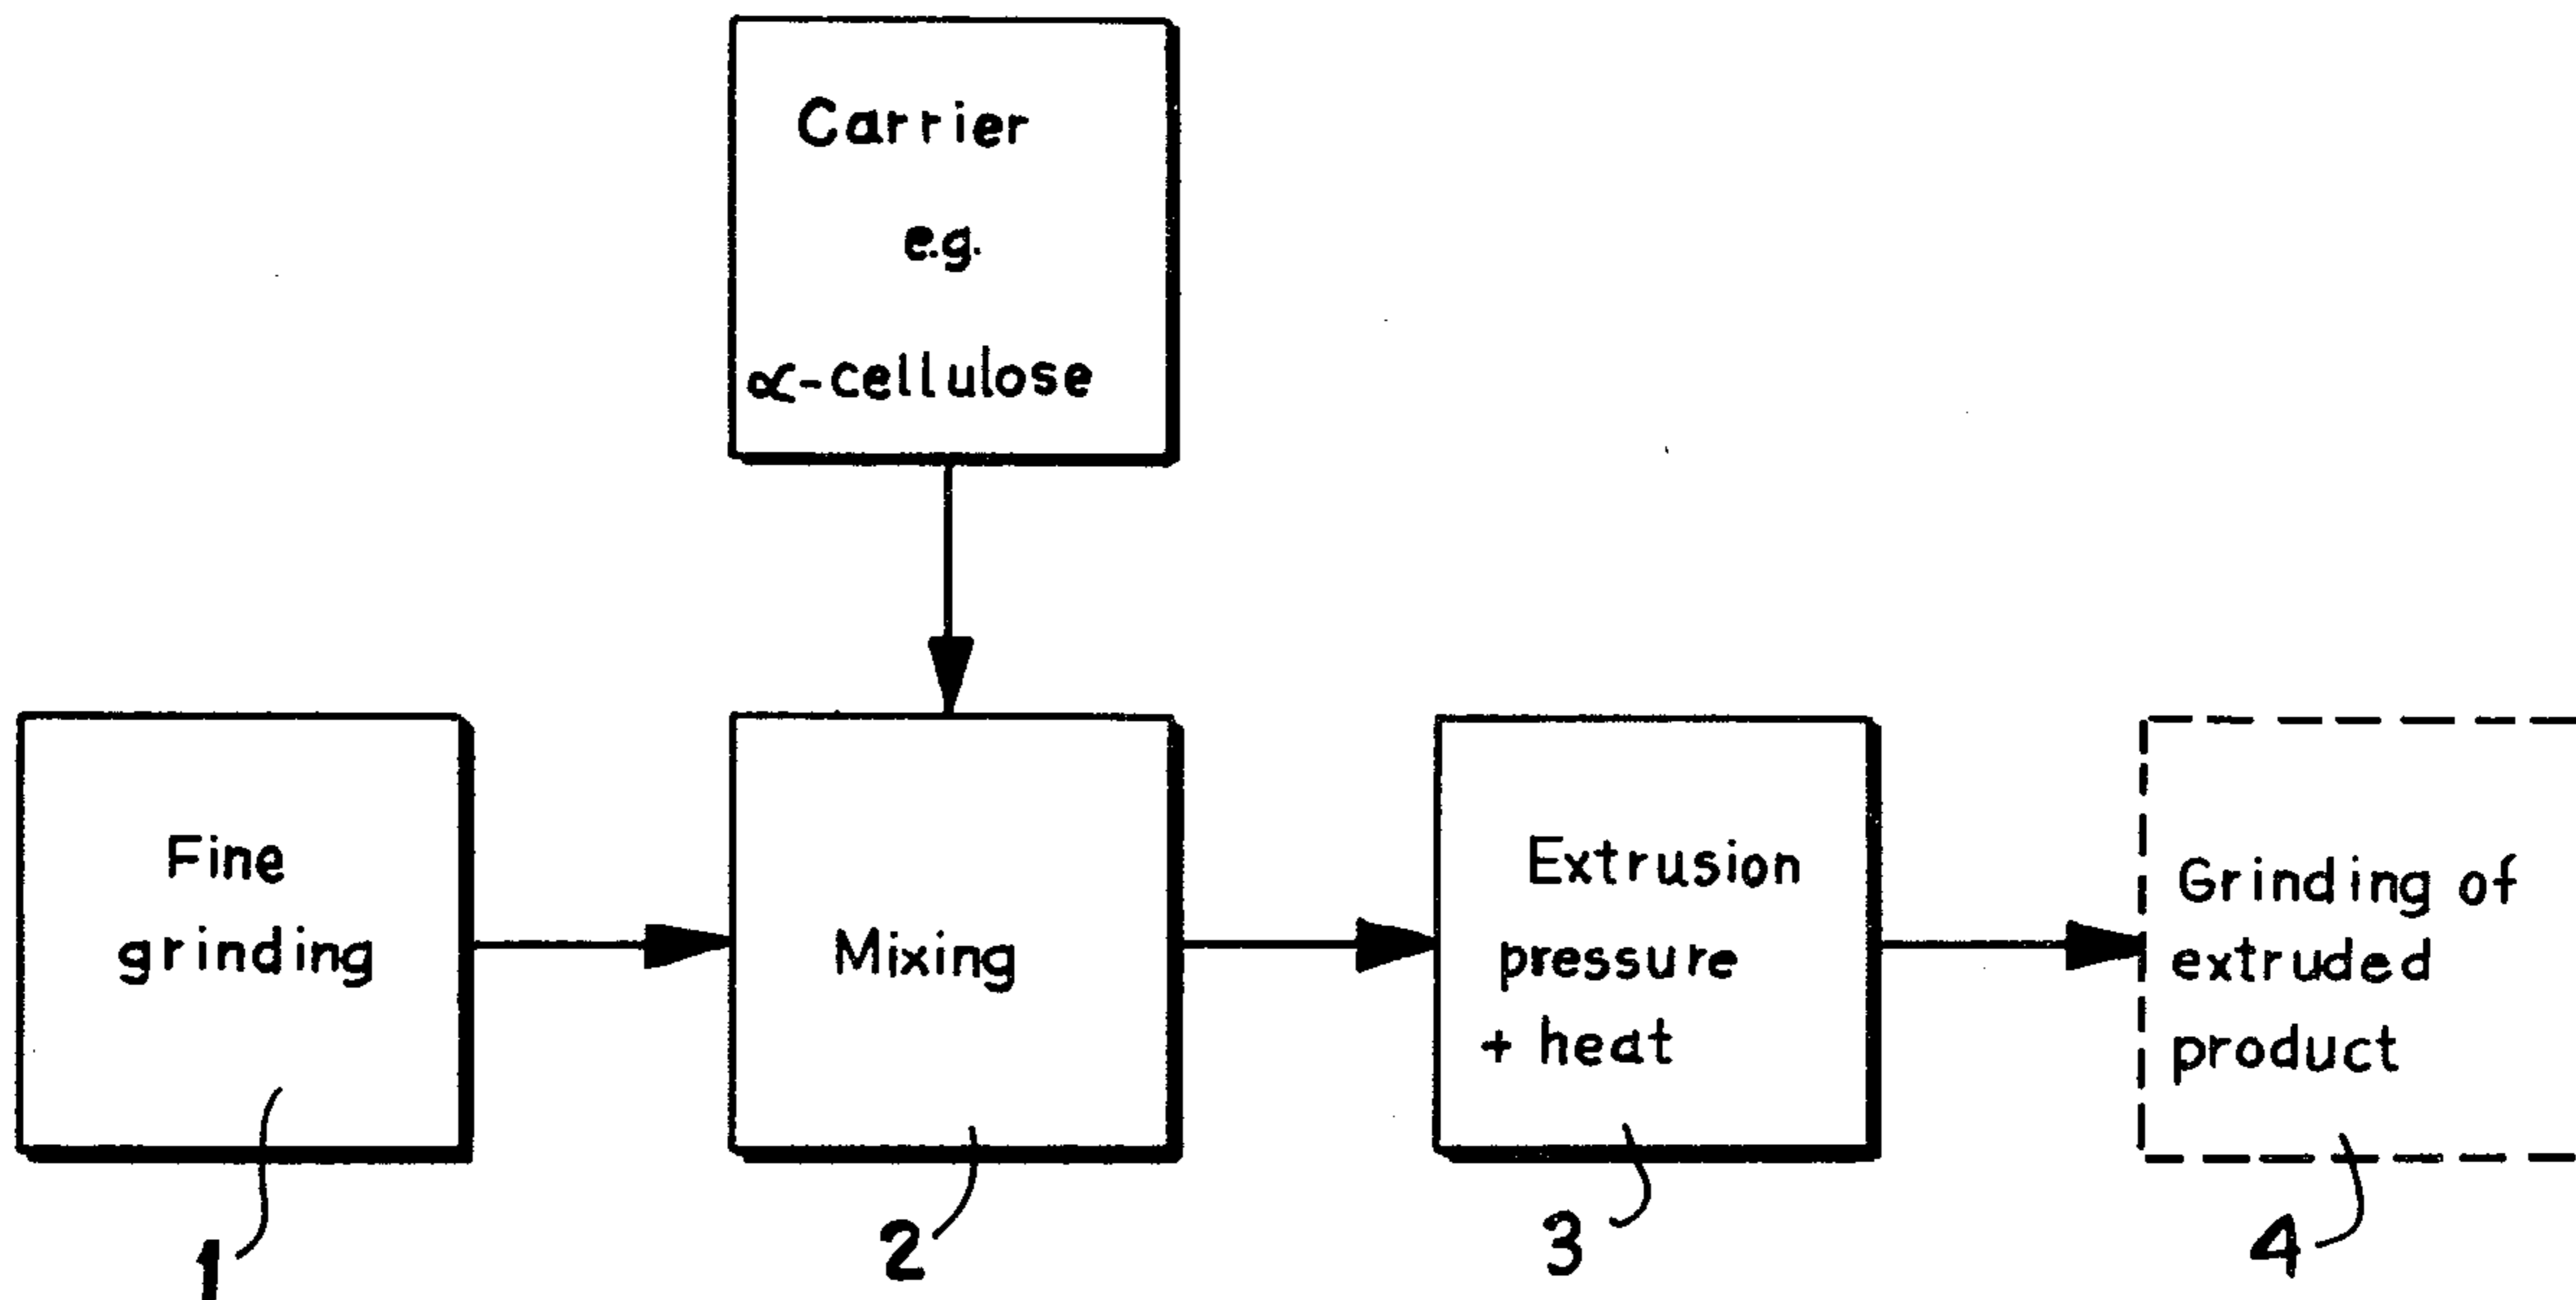 Carrier
e.g.
α-cellulose
Fine
grinding
Mixing
Extrusion
pressure
+ heat
Grinding of
extruded
product
1
2
3
4